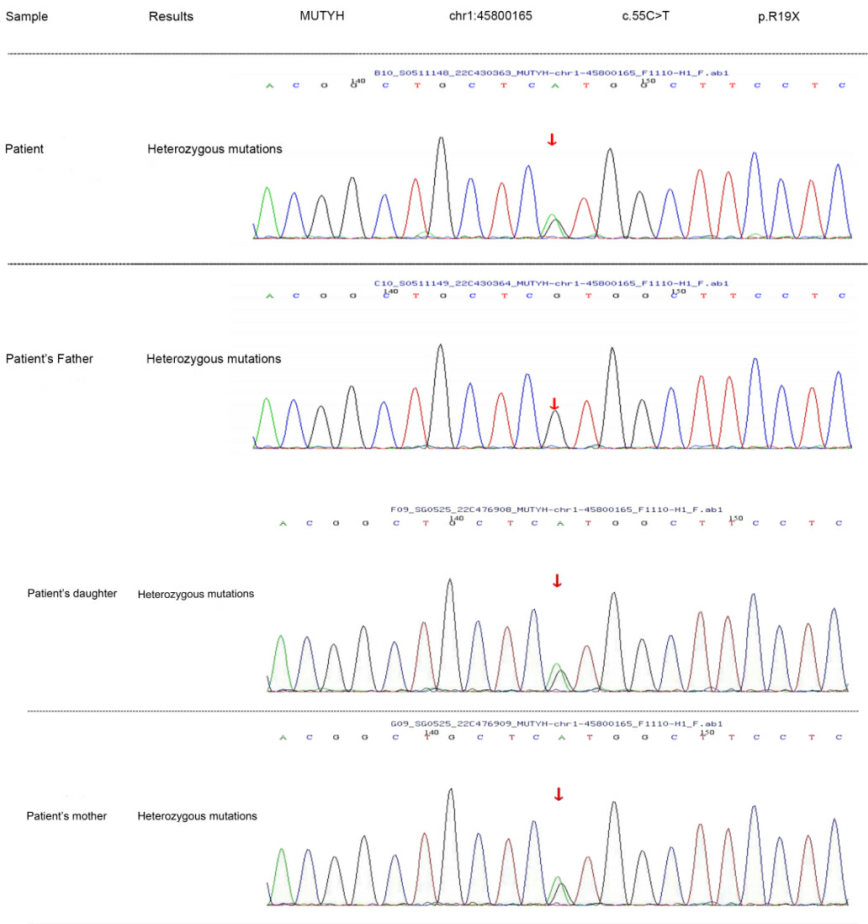 Sample Results MUTYH chr1:45800165 c.55C>T p.R19X
B10_S0511148_22C430363_MUTYH-chr1-45800165_F1110-H1_F.ab1
140 150
A C G G C T G C T C A T G G C T T C C T C
Patient Heterozygous mutations
C10_S0511149_22C430364_MUTYH-chr1-45800165_F1110-H1_F.ab1
A C G G C T G C T C G T G G C T T C C T C
140 150
Patient's Father Heterozygous mutations
F09_SG0525_22C476908_MUTYH-chr1-45800165_F1110-H1_F.ab1
140 150
A C G G C T G C T C A T G G C T T C C T C
Patient's daughter Heterozygous mutations
G09_SG0525_22C476909_MUTYH-chr1-45800165_F1110-H1_F.ab1
140 150
A C G G C T G C T C A T G G C T T C C T C
Patient's mother Heterozygous mutations